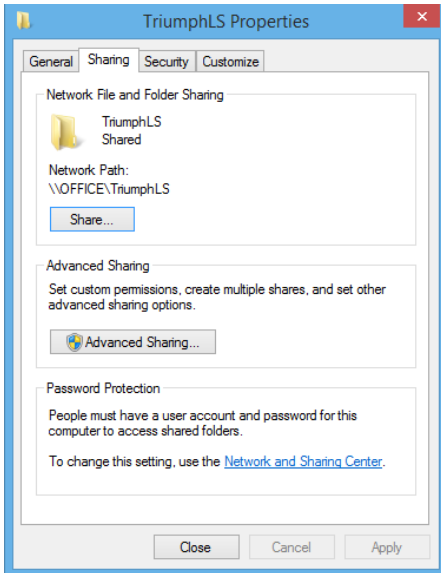 TriumphLS Properties
General Sharing Security Customize
Network File and Folder Sharing
TriumphLS
Shared
Network Path:
\\OFFICE\TriumphLS
Share...
Advanced Sharing
Set custom permissions, create multiple shares, and set other
advanced sharing options.
Advanced Sharing...
Password Protection
People must have a user account and password for this
computer to access shared folders.
To change this setting, use the Network and Sharing Center.
Close Cancel Apply